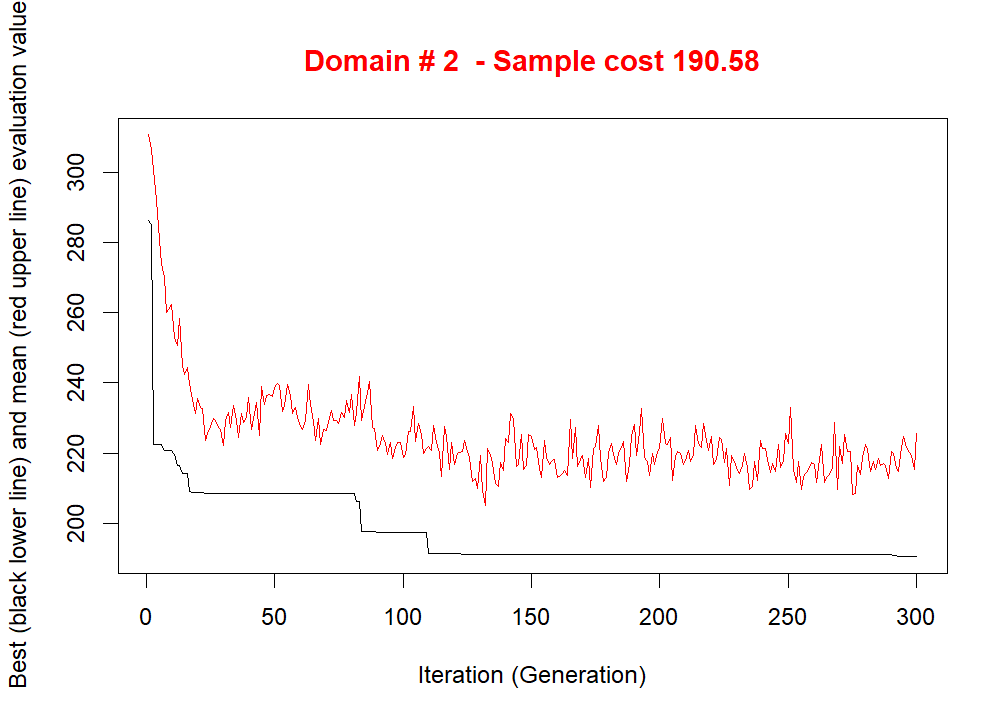 Domain # 2  - Sample cost 190.58
Best (black lower line) and mean (red upper line) evaluation value
300
280
260
240
220
200
0 50 100 150 200 250 300
Iteration (Generation)